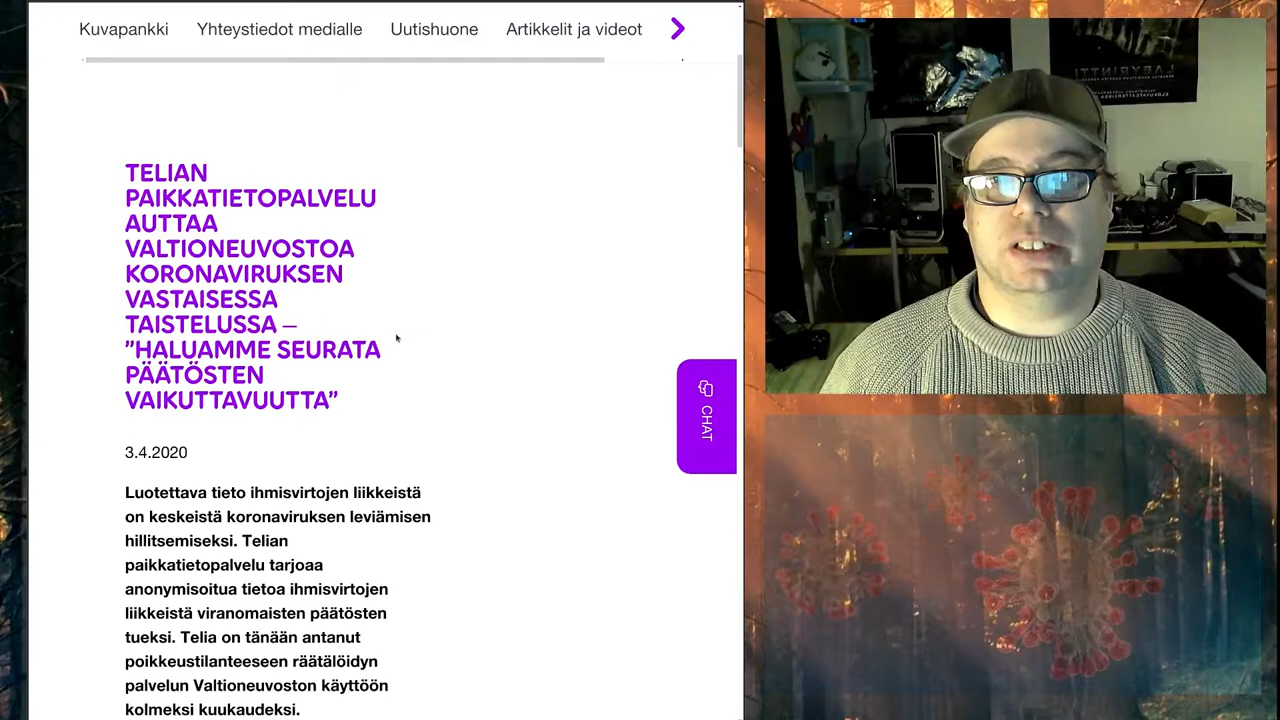 Kuvapankki Yhteystiedot medialle Uutishuone Artikkelit ja videot
TELIAN
PAIKKATIETOPALVELU
AUTTAA
VALTIONEUVOSTOA
KORONAVIRUKSEN
VASTAISESSA
TAISTELUSSA –
”HALUAMME SEURATA
PÄÄTÖSTEN
VAIKUTTAVUUTTA”
3.4.2020
Luotettava tieto ihmisvirtojen liikkeistä
on keskeistä koronaviruksen leviämisen
hillitsemiseksi. Telian
paikkatietopalvelu tarjoaa
anonymisoitua tietoa ihmisvirtojen
liikkeistä viranomaisten päätösten
tueksi. Telia on tänään antanut
poikkeustilanteeseen räätälöidyn
palvelun Valtioneuvoston käyttöön
kolmeksi kuukaudeksi.
CHAT
LABYRINTTI